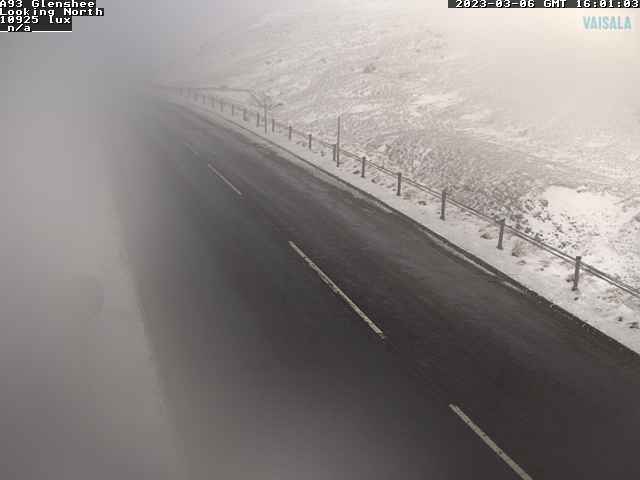 A93 Glenshee
Looking North
10925 lux
n/a
2023-03-06 GMT 16:01:03
VAISALA